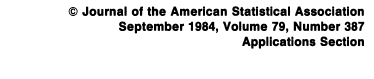 © Journal of the American Statistical Association
September 1984, Volume 79, Number 387
Applications Section